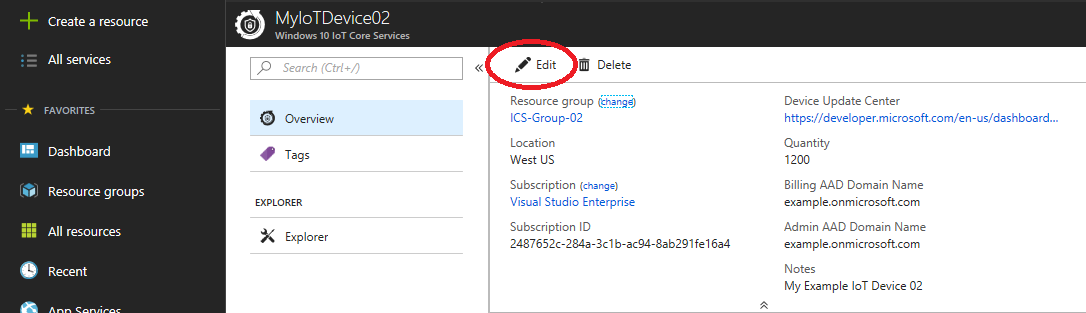 Create a resource
All services
FAVORITES
Dashboard
Resource groups
All resources
Recent
App Services
MyIoTDevice02
Windows 10 IoT Core Services
Search (Ctrl+/)
Overview
Tags
EXPLORER
Explorer
Edit
Delete
Resource group (change)
ICS-Group-02
Location
West US
Subscription (change)
Visual Studio Enterprise
Subscription ID
2487652c-284a-3c1b-ac94-8ab291fe16a4
Device Update Center
https://developer.microsoft.com/en-us/dashboard...
Quantity
1200
Billing AAD Domain Name
example.onmicrosoft.com
Admin AAD Domain Name
example.onmicrosoft.com
Notes
My Example IoT Device 02